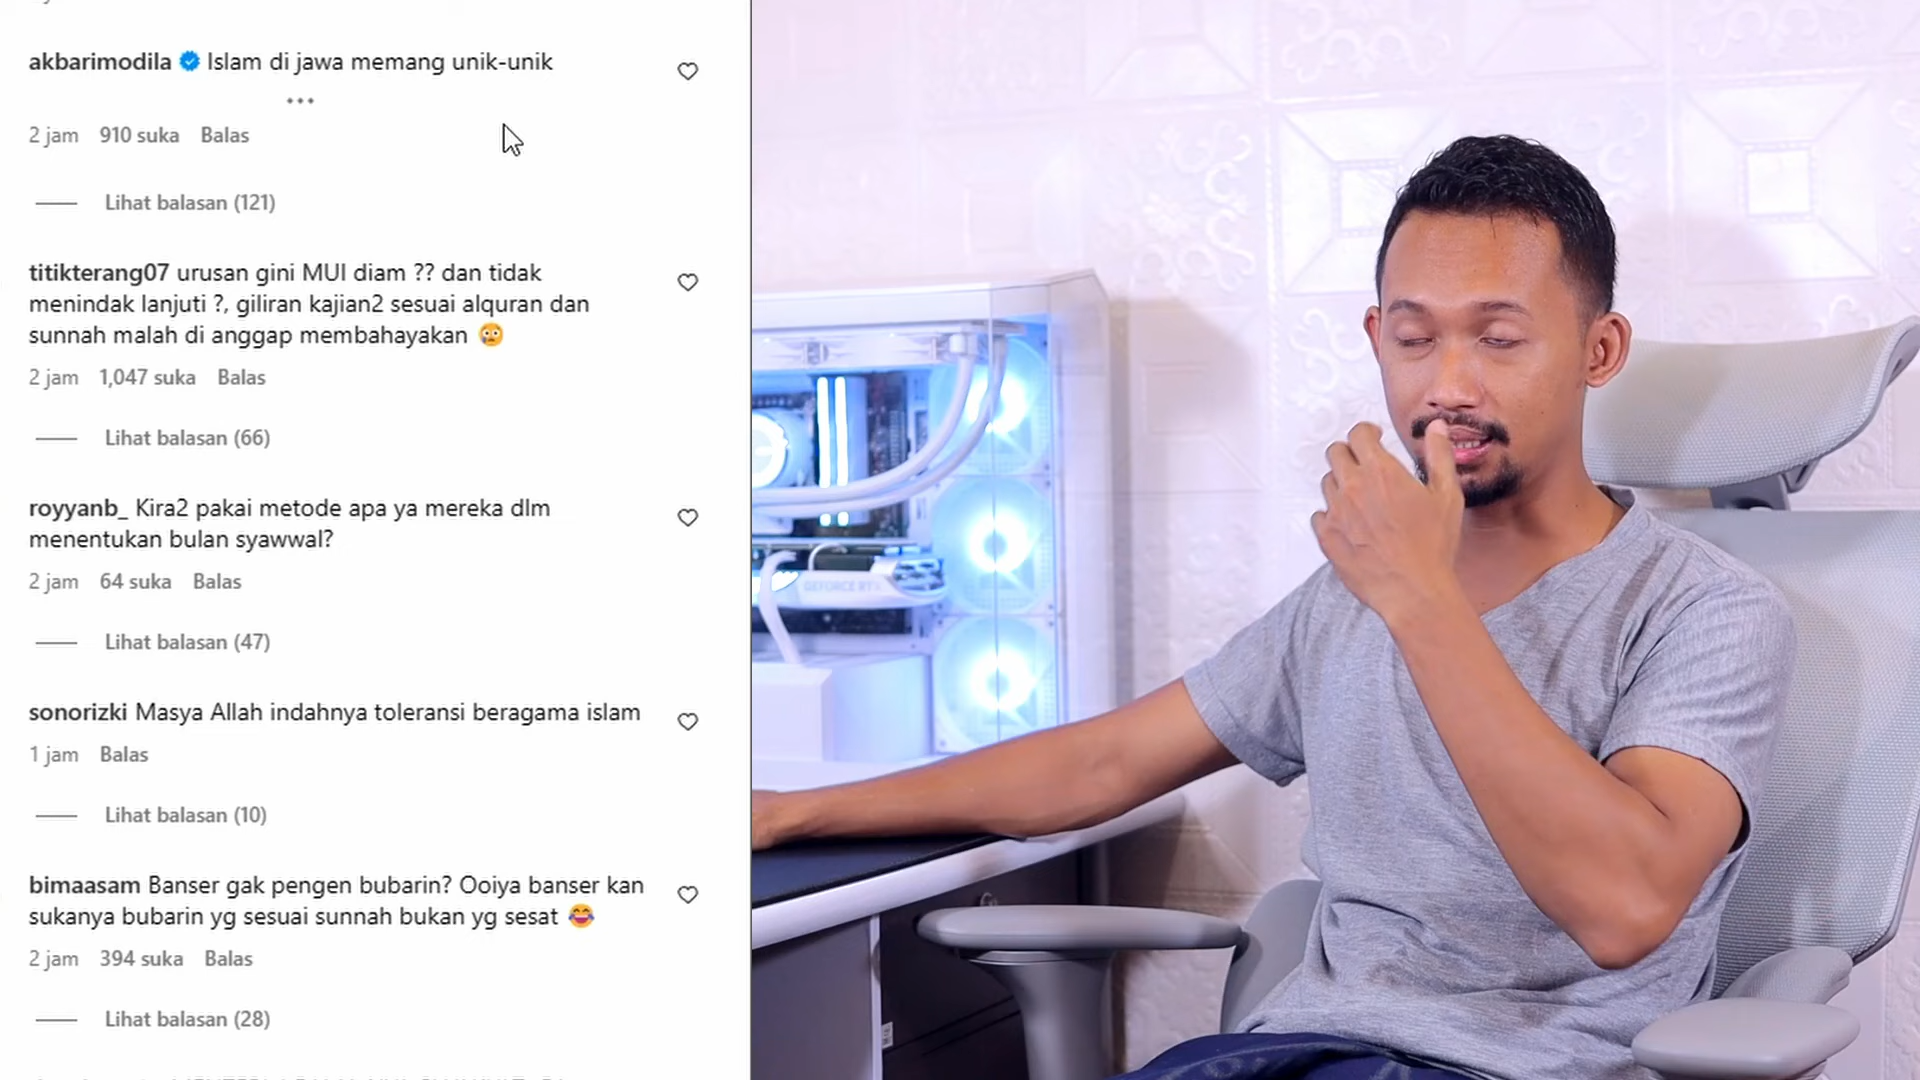 akbarimodila Islam di jawa memang unik-unik
•••
2 jam 910 suka Balas
Lihat balasan (121)
titikterang07 urusan gini MUI diam ?? dan tidak
menindak lanjuti ?, giliran kajian2 sesuai alquran dan
sunnah malah di anggap membahayakan 😢
2 jam 1,047 suka Balas
Lihat balasan (66)
royyanb_ Kira2 pakai metode apa ya mereka dlm
menentukan bulan syawwal?
2 jam 64 suka Balas
Lihat balasan (47)
sonorizki Masya Allah indahnya toleransi beragama islam
1 jam Balas
Lihat balasan (10)
bimaasam Banser gak pengen bubarin? Ooiya banser kan
sukanya bubarin yg sesuai sunnah bukan yg sesat 😂
2 jam 394 suka Balas
Lihat balasan (28)
GEFORCE RTX